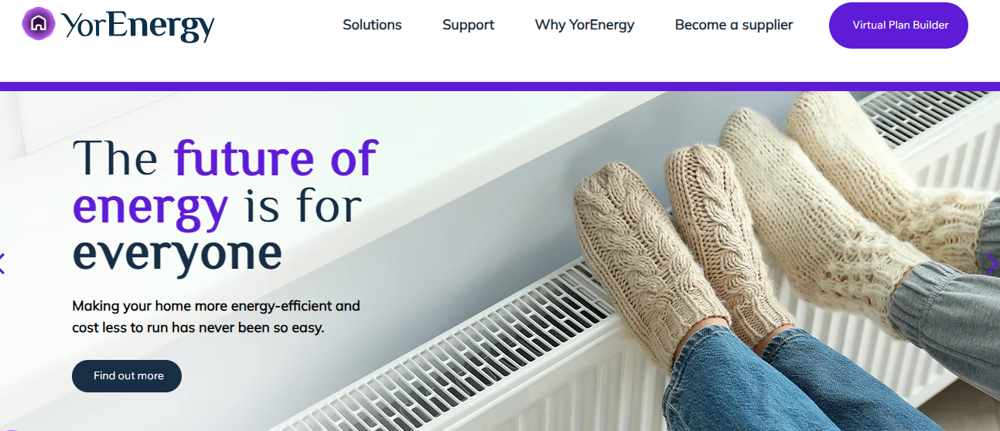 YorEnergy
Solutions
Support
Why YorEnergy
Become a supplier
Virtual Plan Builder
The future of
energy is for
everyone
Making your home more energy-efficient and
cost less to run has never been so easy.
Find out more